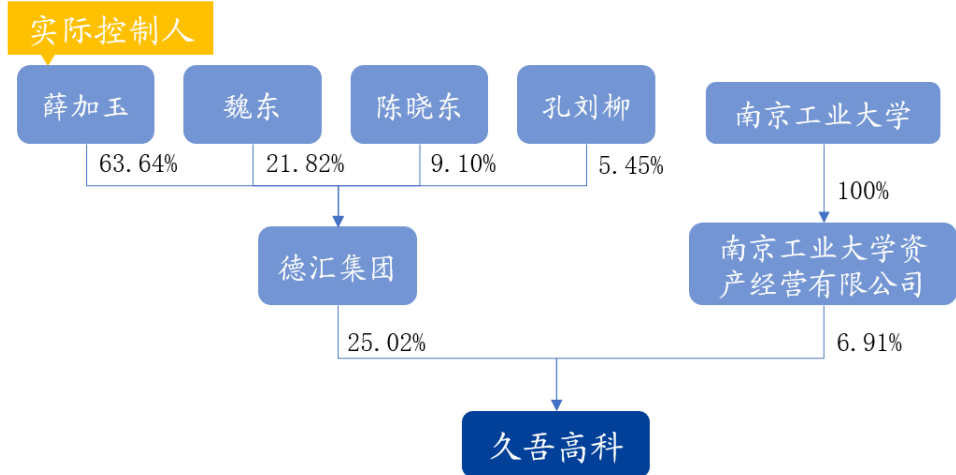 实际控制人
薛加玉
魏东
陈晓东
孔刘柳
南京工业大学
63.64%
21.82%
9.10%
5.45%
100%
德汇集团
南京工业大学资
产经营有限公司
25.02%
6.91%
久吾高科